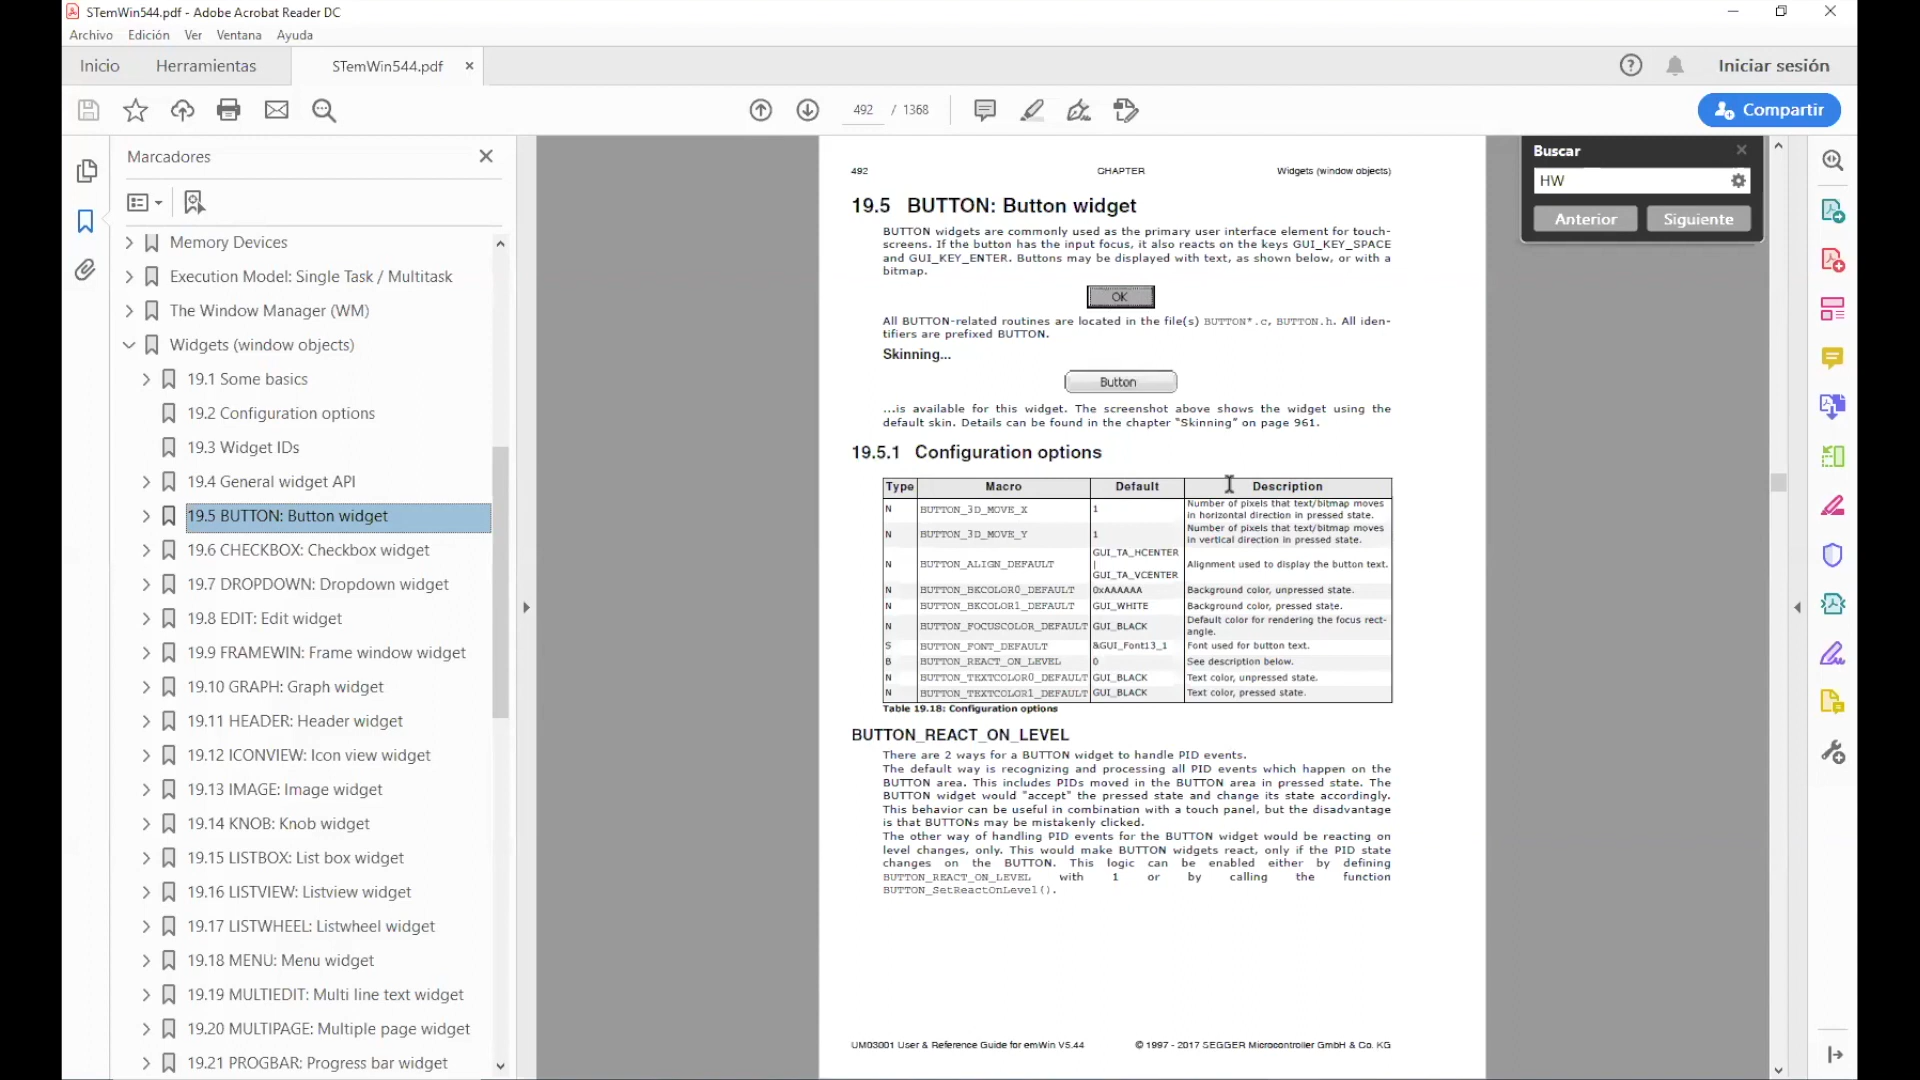 STemWin544.pdf - Adobe Acrobat Reader DC
Archivo Edición Ver Ventana Ayuda
Inicio Herramientas STemWin544.pdf × Iniciar sesión
492 / 1368 Compartir
Marcadores
Memory Devices
Execution Model: Single Task / Multitask
The Window Manager (WM)
Widgets (window objects)
19.1 Some basics
19.2 Configuration options
19.3 Widget IDs
19.4 General widget API
19.5 BUTTON: Button widget
19.6 CHECKBOX: Checkbox widget
19.7 DROPDOWN: Dropdown widget
19.8 EDIT: Edit widget
19.9 FRAMEWIN: Frame window widget
19.10 GRAPH: Graph widget
19.11 HEADER: Header widget
19.12 ICONVIEW: Icon view widget
19.13 IMAGE: Image widget
19.14 KNOB: Knob widget
19.15 LISTBOX: List box widget
19.16 LISTVIEW: Listview widget
19.17 LISTWHEEL: Listwheel widget
19.18 MENU: Menu widget
19.19 MULTIEDIT: Multi line text widget
19.20 MULTIPAGE: Multiple page widget
19.21 PROGBAR: Progress bar widget
492 CHAPTER Widgets (window objects)
19.5 BUTTON: Button widget
BUTTON widgets are commonly used as the primary user interface element for touch-
screens. If the button has the input focus, it also reacts on the keys GUI_KEY_SPACE
and GUI_KEY_ENTER. Buttons may be displayed with text, as shown below, or with a
bitmap.
OK
All BUTTON-related routines are located in the file(s) BUTTON*.c, BUTTON.h. All iden-
tifiers are prefixed BUTTON.
Skinning...
Button
...is available for this widget. The screenshot above shows the widget using the
default skin. Details can be found in the chapter "Skinning" on page 961.
19.5.1 Configuration options
Type Macro Default Description
N BUTTON_3D_MOVE_X 1 Number of pixels that text/bitmap moves
in horizontal direction in pressed state.
N BUTTON_3D_MOVE_Y 1 Number of pixels that text/bitmap moves
in vertical direction in pressed state.
N BUTTON_ALIGN_DEFAULT GUI_TA_HCENTER
| Alignment used to display the button text.
GUI_TA_VCENTER
N BUTTON_BKCOLOR0_DEFAULT 0xAAAAAA Background color, unpressed state.
N BUTTON_BKCOLOR1_DEFAULT GUI_WHITE Background color, pressed state.
N BUTTON_FOCUSCOLOR_DEFAULT GUI_BLACK Default color for rendering the focus rect-
angle.
S BUTTON_FONT_DEFAULT &GUI_Font13_1 Font used for button text.
B BUTTON_REACT_ON_LEVEL 0 See description below.
N BUTTON_TEXTCOLOR0_DEFAULT GUI_BLACK Text color, unpressed state.
N BUTTON_TEXTCOLOR1_DEFAULT GUI_BLACK Text color, pressed state.
Table 19.18: Configuration options
BUTTON_REACT_ON_LEVEL
There are 2 ways for a BUTTON widget to handle PID events.
The default way is recognizing and processing all PID events which happen on the
BUTTON area. This includes PIDs moved in the BUTTON area in pressed state. The
BUTTON widget would "accept" the pressed state and change its state accordingly.
This behavior can be useful in combination with a touch panel, but the disadvantage
is that BUTTONs may be mistakenly clicked.
The other way of handling PID events for the BUTTON widget would be reacting on
level changes, only. This would make BUTTON widgets react, only if the PID state
changes on the BUTTON. This logic can be enabled either by defining
BUTTON_REACT_ON_LEVEL with 1 or by calling the function
BUTTON_SetReactOnLevel().
UM03001 User & Reference Guide for emWin V5.44 © 1997 - 2017 SEGGER Microcontroller GmbH & Co. KG
Buscar
HW
Anterior Siguiente